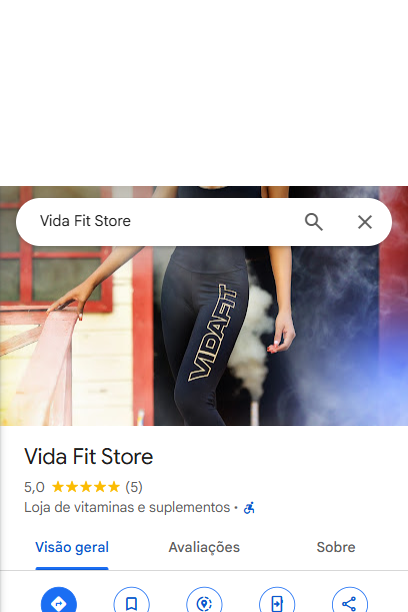 Vida Fit Store
VIDAFIT
Vida Fit Store
5,0 (5)
Loja de vitaminas e suplementos ·
Visão geral
Avaliações
Sobre